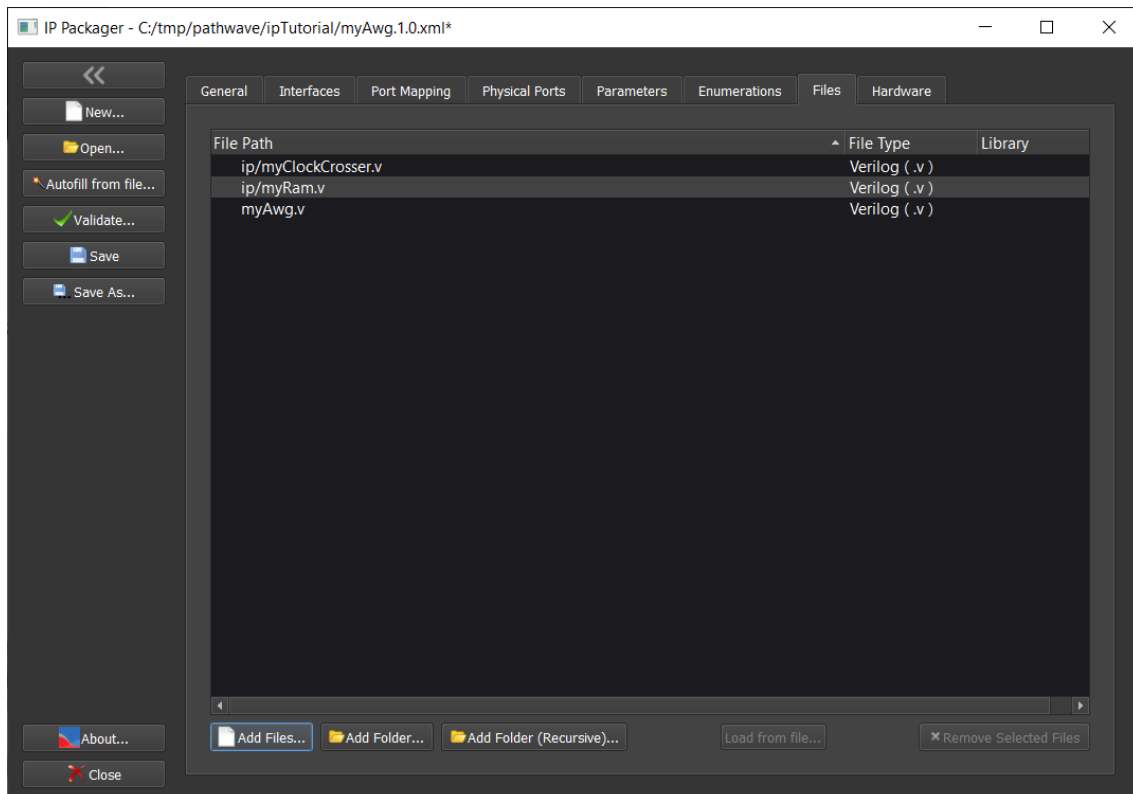 IP Packager - C:/tmp/pathwave/ipTutorial/myAwg.1.0.xml*
New...
Open...
Autofill from file...
Validate...
Save
Save As...
General Interfaces Port Mapping Physical Ports Parameters Enumerations Files Hardware
File Path File Type Library
ip/myClockCrosser.v Verilog ( .v )
ip/myRam.v Verilog ( .v )
myAwg.v Verilog ( .v )
Add Files... Add Folder... Add Folder (Recursive)... Load from file... Remove Selected Files
About...
Close